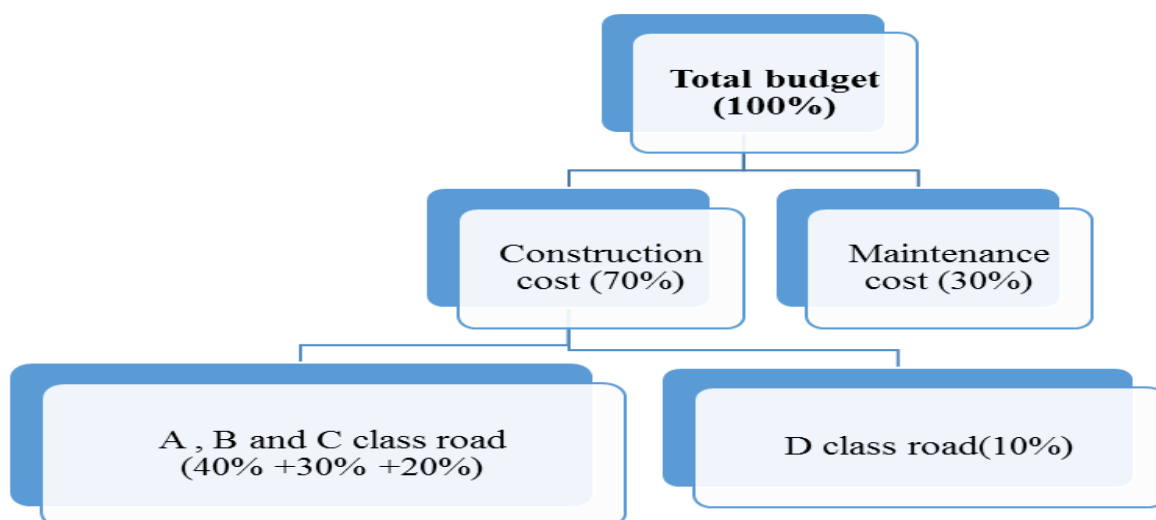 Total budget
(100%)
Construction
cost (70%)
Maintenance
cost (30%)
A , B and C class road
(40% +30% +20%)
D class road(10%)